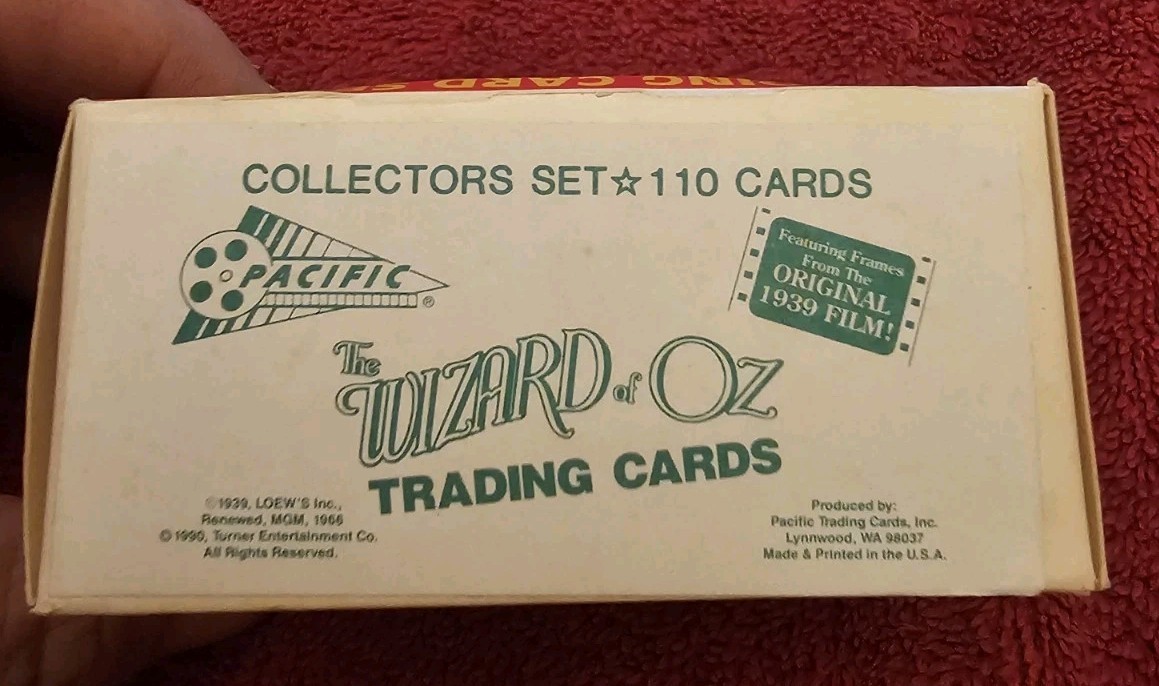 ING CARD S
COLLECTORS SET☆110 CARDS
PACIFIC®
Featuring Frames
From The
ORIGINAL
1939 FILM!
The
WIZARD of OZ
TRADING CARDS
©1939, LOEW'S Inc.,
Renewed, MGM, 1966
© 1990, Turner Entertainment Co.
All Rights Reserved.
Produced by:
Pacific Trading Cards, Inc.
Lynnwood, WA 98037
Made & Printed in the U.S.A.